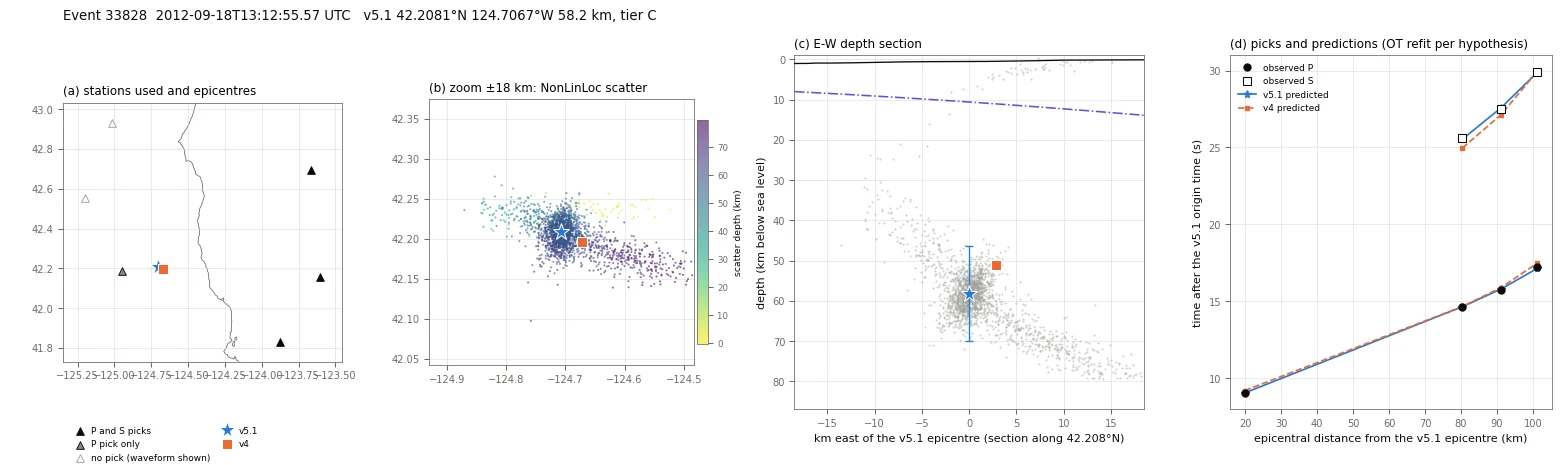 Event 33828  2012-09-18T13:12:55.57 UTC   v5.1 42.2081°N 124.7067°W 58.2 km, tier C
(a) stations used and epicentres
43.0
42.8
42.6
42.4
42.2
42.0
41.8
−125.25 −125.00 −124.75 −124.50 −124.25 −124.00 −123.75 −123.50
P and S picks
P pick only
no pick (waveform shown)
v5.1
v4
(b) zoom ±18 km: NonLinLoc scatter
42.35
42.30
42.25
42.20
42.15
42.10
42.05
−124.9 −124.8 −124.7 −124.6 −124.5
70
60
50
40
30
20
10
0
scatter depth (km)
(c) E-W depth section
0
10
20
30
40
50
60
70
80
depth (km below sea level)
−15 −10 −5 0 5 10 15
km east of the v5.1 epicentre (section along 42.208°N)
(d) picks and predictions (OT refit per hypothesis)
observed P
observed S
v5.1 predicted
v4 predicted
30
25
20
15
10
time after the v5.1 origin time (s)
20 30 40 50 60 70 80 90 100
epicentral distance from the v5.1 epicentre (km)